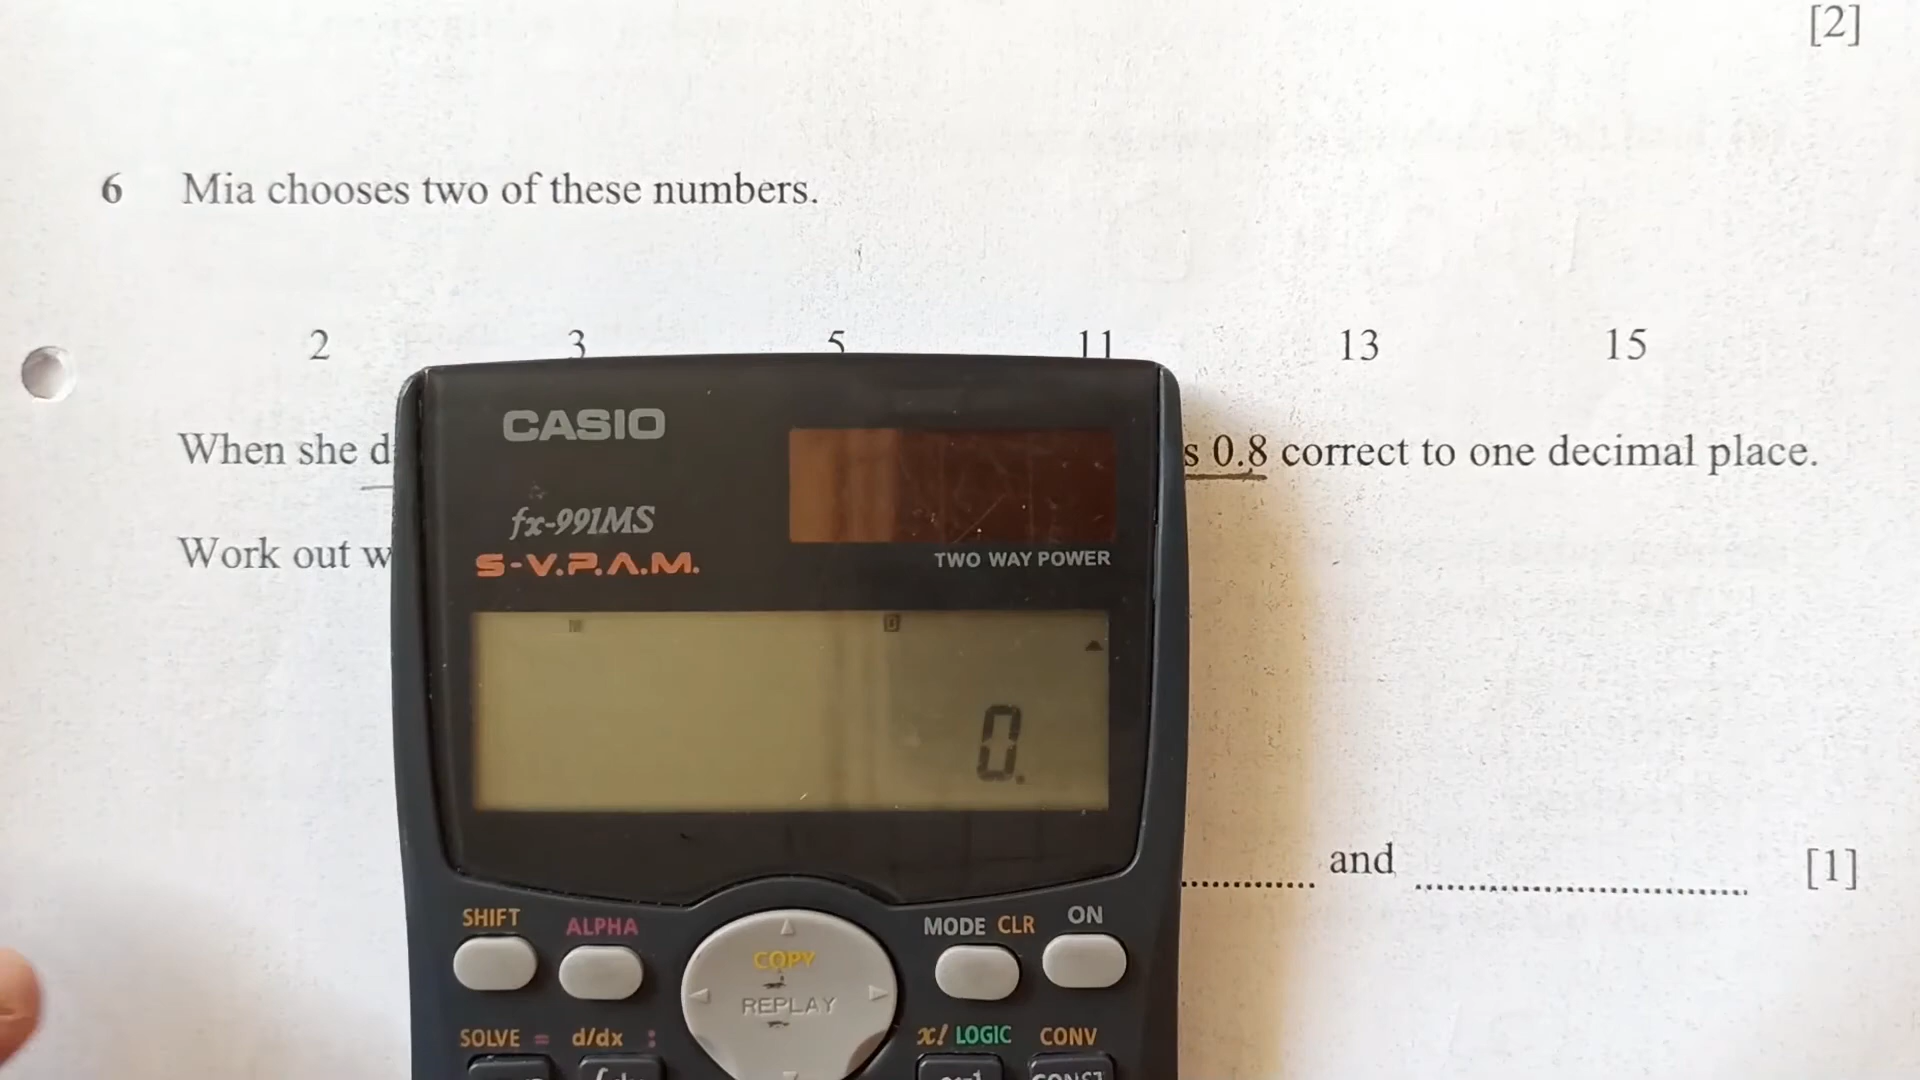 [2]
6 Mia chooses two of these numbers.
2 3 5 11 13 15
When she d
s 0.8 correct to one decimal place.
Work out w
CASIO
fx-991MS
S-V.P.A.M.
TWO WAY POWER
D
0.
and [1]
SHIFT ALPHA MODE CLR ON
COPY
REPLAY
SOLVE = d/dx : x! LOGIC CONV
CONST